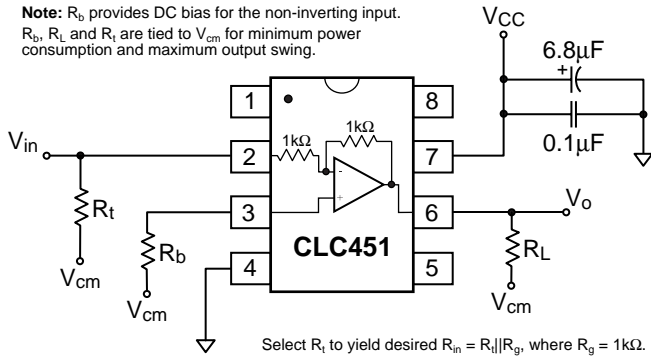 Note: Rb provides DC bias for the non-inverting input.
Rb, RL and Rt are tied to Vcm for minimum power
consumption and maximum output swing.
VCC
6.8μF
+
0.1μF
1
8
1kΩ
1kΩ
Vin
2
7
-
+
Rt
3
6
Vo
Rb
CLC451
RL
Vcm
4
5
Vcm
Vcm
Select Rt to yield desired Rin = Rt||Rg, where Rg = 1kΩ.